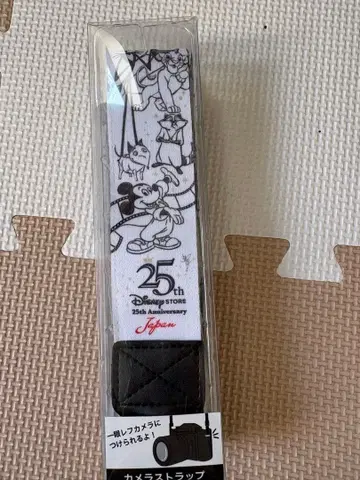 25th
Disney STORE
25th Anniversary
Japan
一眼レフカメラに
つけられるよ！
カメラストラップ